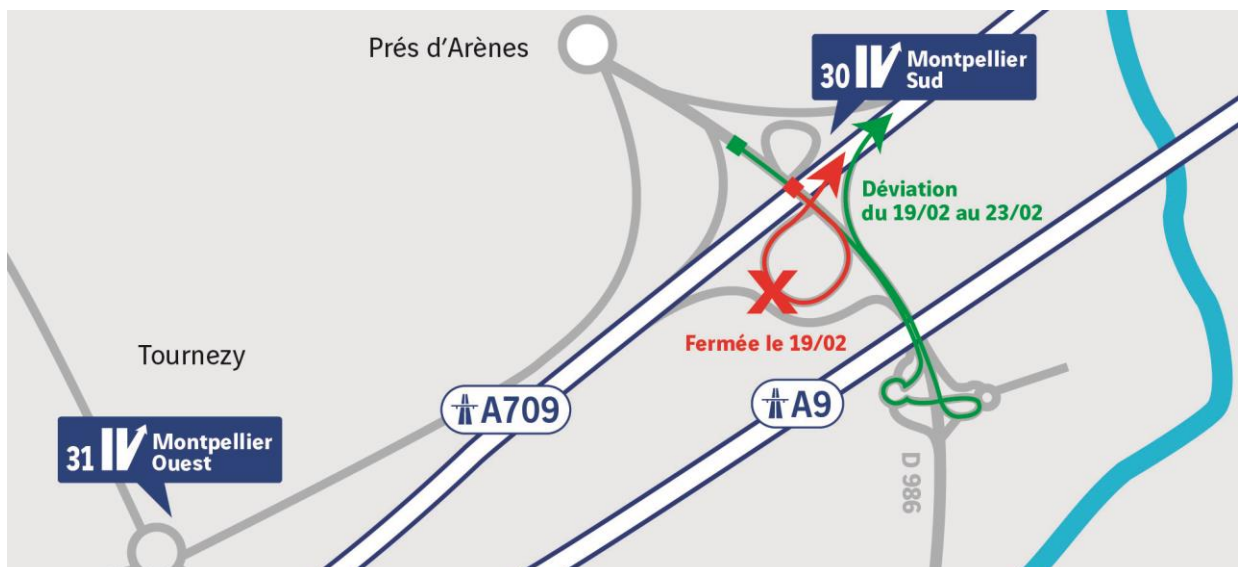 Prés d'Arènes
30 Montpellier
Sud
Déviation
du 19/02 au 23/02
Fermée le 19/02
Tournezy
A709
A9
31 Montpellier
Ouest
D 986